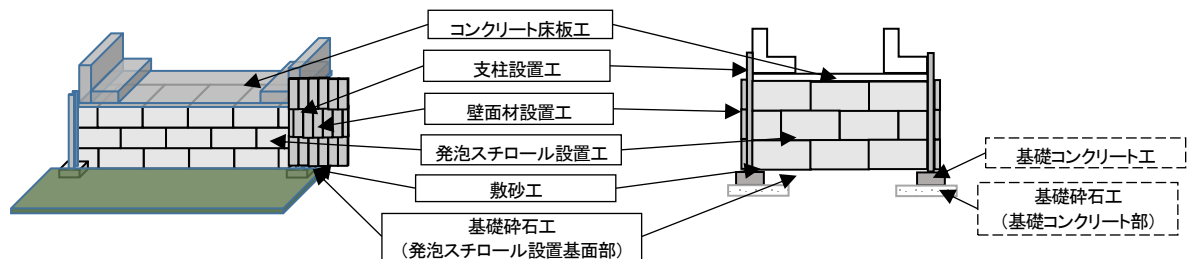 コンクリート床板工
支柱設置工
壁面材設置工
発泡スチロール設置工
敷砂工
基礎砕石工
（発泡スチロール設置基面部）
基礎コンクリート工
基礎砕石工
（基礎コンクリート部）